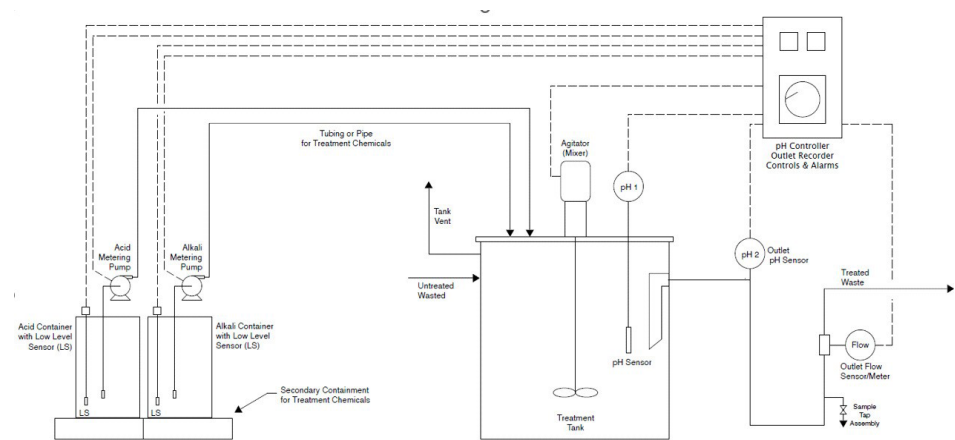 pH Controller
Outlet Recorder
Controls & Alarms
Tubing or Pipe
for Treatment Chemicals
Agitator
(Mixer)
pH 1
Tank
Vent
Acid
Metering
Pump
Alkali
Metering
Pump
pH 2
Outlet
pH Sensor
Untreated
Wasted
Treated
Waste
Acid Container
with Low Level
Sensor (LS)
Alkali Container
with Low Level
Sensor (LS)
Flow
Outlet Flow
Sensor/Meter
pH Sensor
Secondary Containment
for Treatment Chemicals
LS
LS
Treatment
Tank
Sample
Tap
Assembly